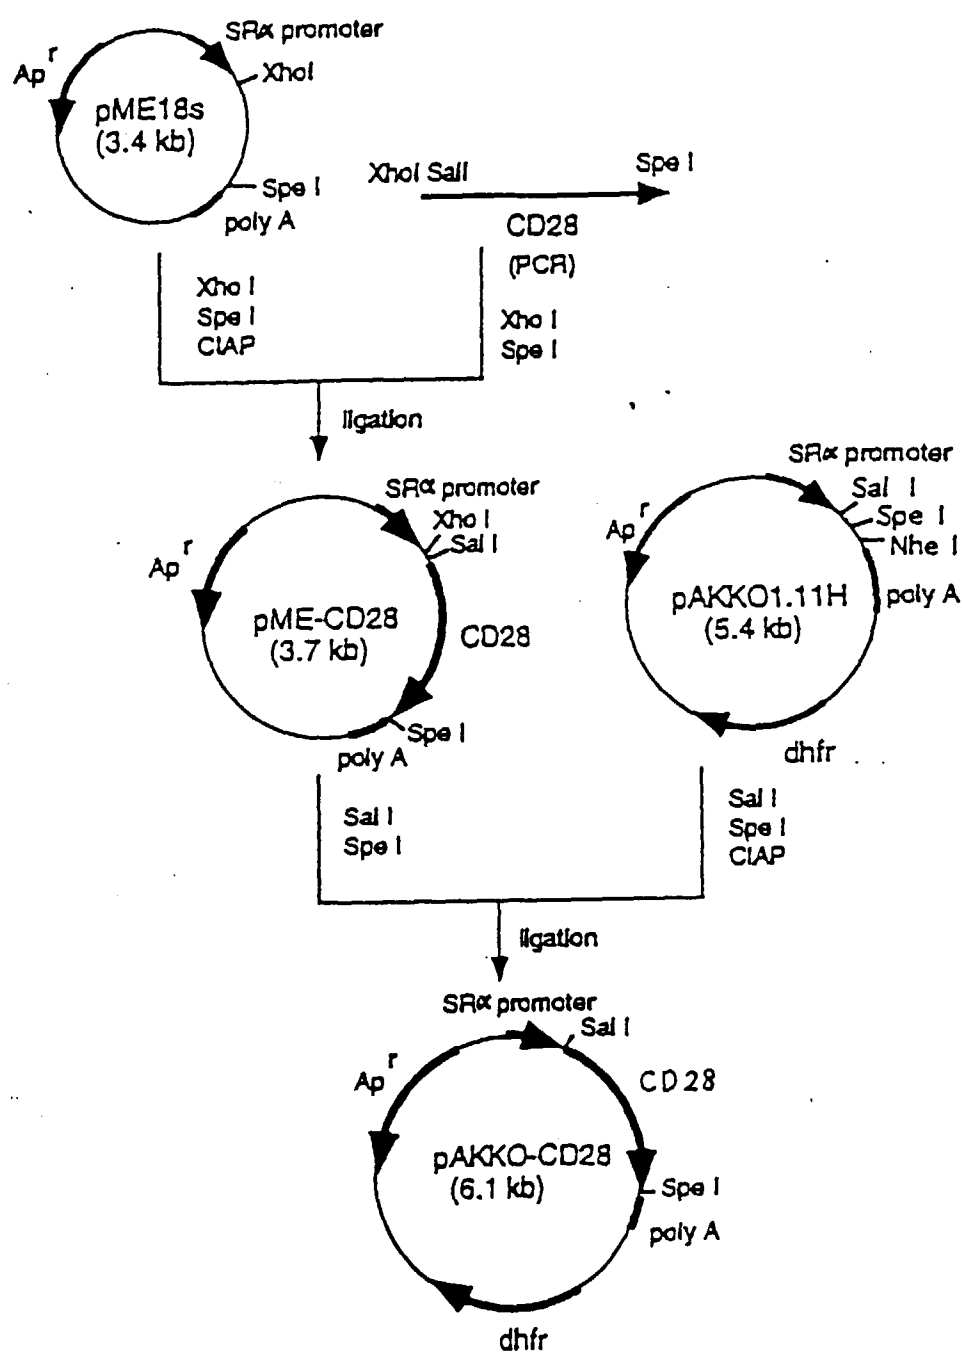 SRα promoter
Ap r
XhoI
pME18s
(3.4 kb)
Spe I
poly A
XhoI SalI
Spe I
CD28
(PCR)
Xho I
Spe I
CIAP
Xho I
Spe I
ligation
SRα promoter
Xho I
Sal I
Ap r
pME-CD28
(3.7 kb)
CD28
Spe I
poly A
SRα promoter
Sal I
Spe I
Nhe I
Ap r
pAKKO1.11H
(5.4 kb)
poly A
dhfr
Sal I
Spe I
Sal I
Spe I
CIAP
ligation
SRα promoter
Sal I
Ap r
CD28
pAKKO-CD28
(6.1 kb)
Spe I
poly A
dhfr